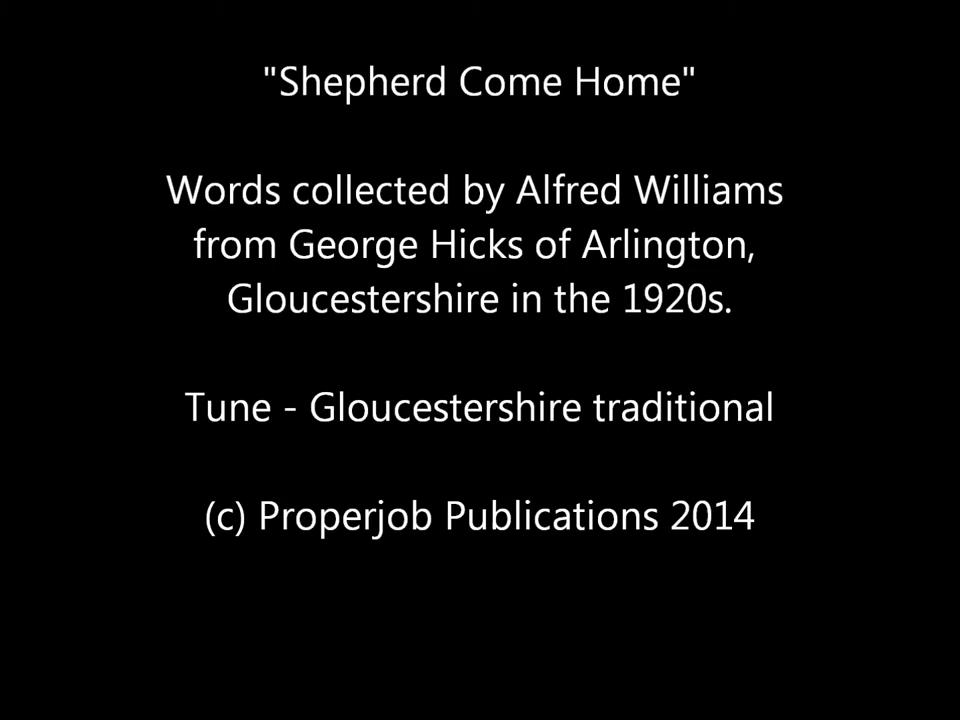 "Shepherd Come Home"
Words collected by Alfred Williams
from George Hicks of Arlington,
Gloucestershire in the 1920s.
Tune - Gloucestershire traditional
(c) Properjob Publications 2014